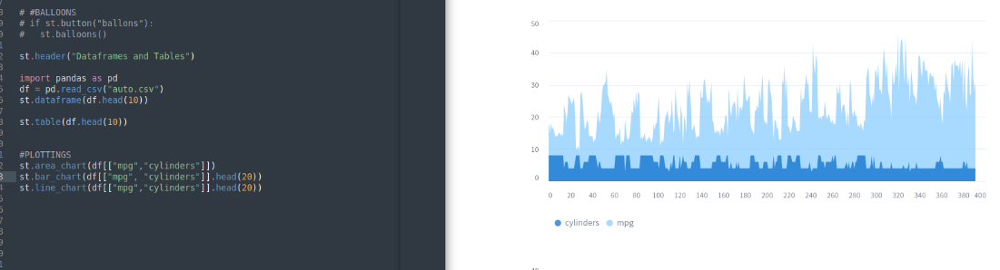 # #BALLOONS
# if st.button("ballons"):
#   st.balloons()
st.header("Dataframes and Tables")
import pandas as pd
df = pd.read_csv("auto.csv")
st.dataframe(df.head(10))
st.table(df.head(10))
#PLOTTINGS
st.area_chart(df[["mpg","cylinders"]])
st.bar_chart(df[["mpg", "cylinders"]].head(20))
st.line_chart(df[["mpg","cylinders"]].head(20))
50
40
30
20
10
0
0 20 40 60 80 100 120 140 160 180 200 220 240 260 280 300 320 340 360 380 400
cylinders mpg